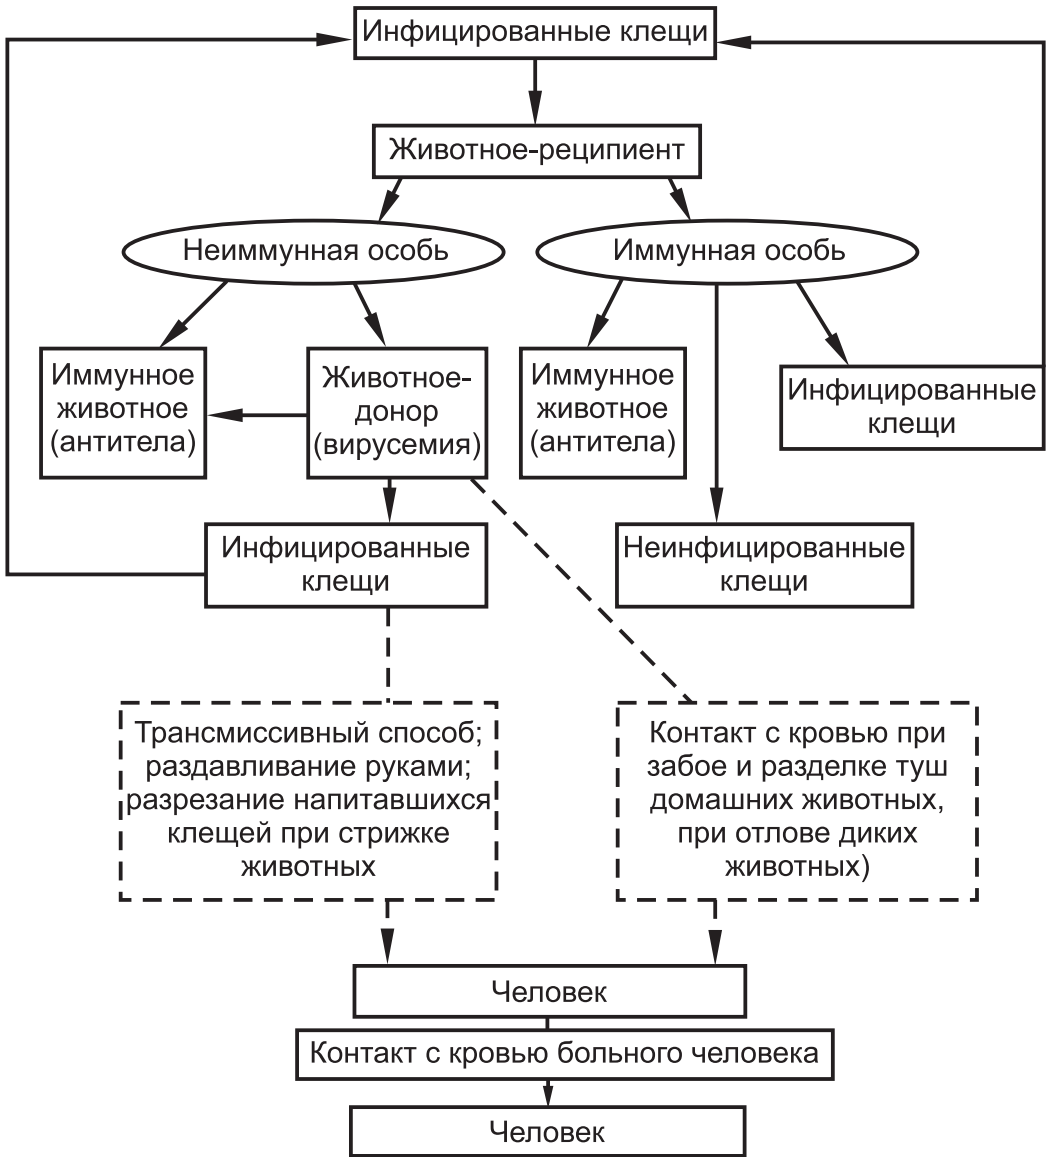 Инфицированные клещи
Животное-реципиент
Неиммунная особь
Иммунная особь
Иммунное
животное
(антитела)
Животное-
донор
(вирусемия)
Иммунное
животное
(антитела)
Инфицированные
клещи
Инфицированные
клещи
Неинфицированные
клещи
Трансмиссивный способ;
раздавливание руками;
разрезание напитавшихся
клещей при стрижке
животных
Контакт с кровью при
забое и разделке туш
домашних животных,
при отлове диких
животных)
Человек
Контакт с кровью больного человека
Человек